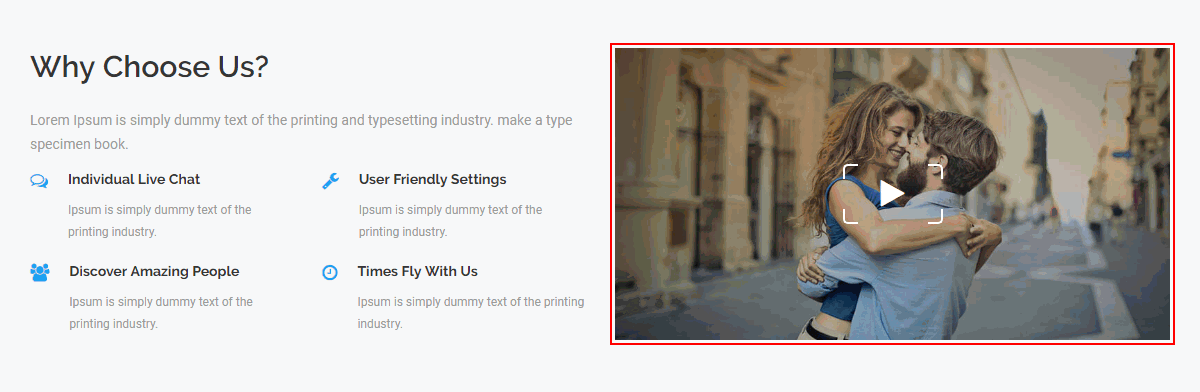 Why Choose Us?
Lorem Ipsum is simply dummy text of the printing and typesetting industry. make a type
specimen book.
Individual Live Chat
Ipsum is simply dummy text of the
printing industry.
User Friendly Settings
Ipsum is simply dummy text of the
printing industry.
Discover Amazing People
Ipsum is simply dummy text of the
printing industry.
Times Fly With Us
Ipsum is simply dummy text of the printing
industry.